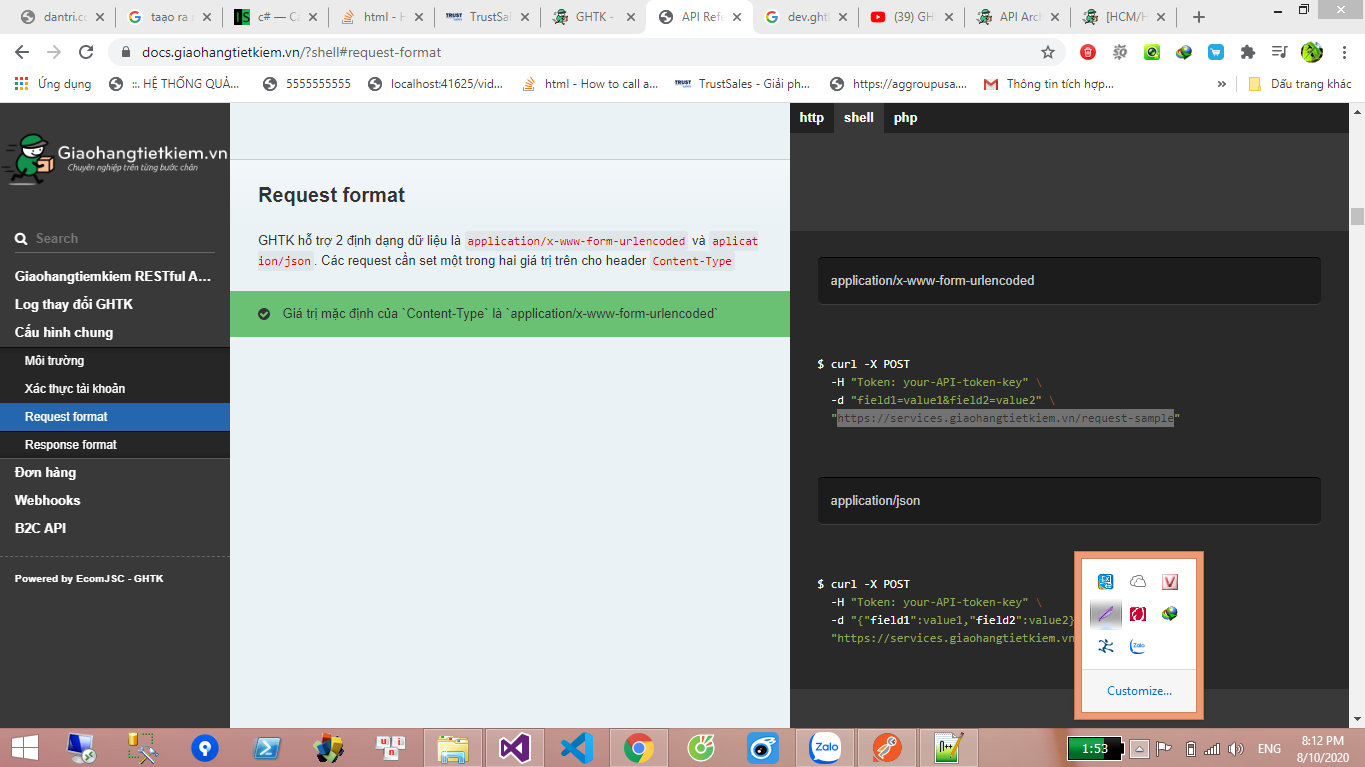 dantri.c
taạo ra
c# — Ca
html - H
TrustSal
GHTK -
API Refe
dev.ghtl
(39) GH
API Arc
[HCM/H
docs.giaohangtietkiem.vn/?shell#request-format
Ứng dụng
::. HỆ THỐNG QUẢ...
5555555555
localhost:41625/vid...
html - How to call a...
TrustSales - Giải ph...
https://aggroupusa....
Thông tin tích hợp...
»
Dấu trang khác
Giaohangtietkiem.vn
Chuyên nghiệp trên từng bước chân
Search
Giaohangtiemkiem RESTful A...
Log thay đổi GHTK
Cấu hình chung
Môi trường
Xác thực tài khoản
Request format
Response format
Đơn hàng
Webhooks
B2C API
Powered by EcomJSC - GHTK
Request format
GHTK hỗ trợ 2 định dạng dữ liệu là application/x-www-form-urlencoded và aplicat
ion/json. Các request cần set một trong hai giá trị trên cho header Content-Type
Giá trị mặc định của `Content-Type` là `application/x-www-form-urlencoded`
http shell php
application/x-www-form-urlencoded
$ curl -X POST
-H "Token: your-API-token-key" \
-d "field1=value1&field2=value2" \
"https://services.giaohangtietkiem.vn/request-sample"
application/json
$ curl -X POST
-H "Token: your-API-token-key" \
-d "{"field1":value1,"field2":value2}
"https://services.giaohangtietkiem.vn
Zalo
Customize...
Zalo
1:53
ENG
8:12 PM
8/10/2020